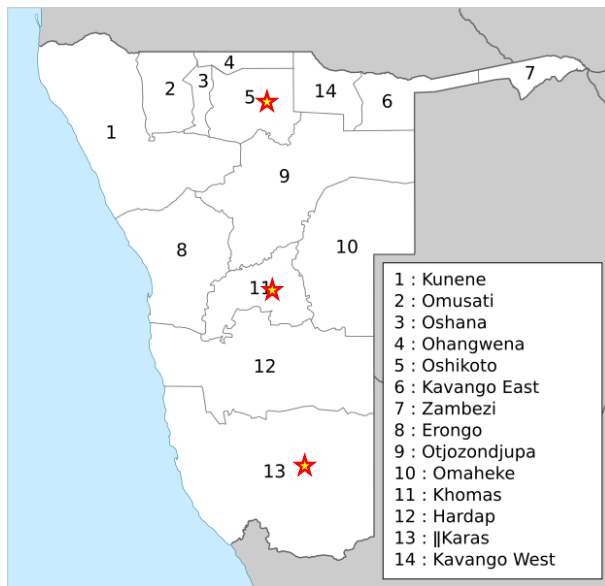 4
7
2
3
5
14
6
1
9
8
10
11
12
13
1 : Kunene
2 : Omusati
3 : Oshana
4 : Ohangwena
5 : Oshikoto
6 : Kavango East
7 : Zambezi
8 : Erongo
9 : Otjozondjupa
10 : Omaheke
11 : Khomas
12 : Hardap
13 : ǁKaras
14 : Kavango West